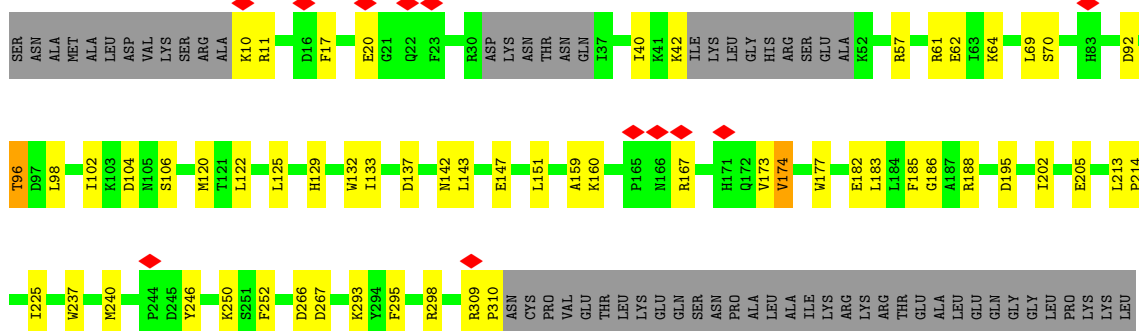 SER ASN ALA MET ALA LEU ASP VAL LYS SER ARG ALA K10 R11 D16 F17 E20 G21 Q22 F23 R30 ASP LYS ASN THR ASN GLN I37 I40 K41 K42 ILE LYS LEU GLY HIS ARG SER GLU ALA K52 R57 R61 E62 I63 K64 L69 S70 H83 D92
T96 D97 L98 I102 K103 D104 N105 S106 M120 T121 L122 L125 H129 W132 I133 D137 N142 L143 E147 L151 A159 K160 P165 N166 R167 H171 Q172 V173 V174 W177 E182 L183 L184 F185 G186 A187 R188 D195 I202 E205 L213 P214
I225 W237 M240 P244 D245 Y246 K250 S251 F252 D266 D267 K293 Y294 F295 R298 R309 P310 ASN CYS PRO VAL GLU THR LEU LYS GLU GLN SER ASN PRO ALA LEU ALA ILE LYS ARG LYS ARG THR GLU ALA LEU GLU GLN GLY GLY LEU PRO LYS LYS LEU